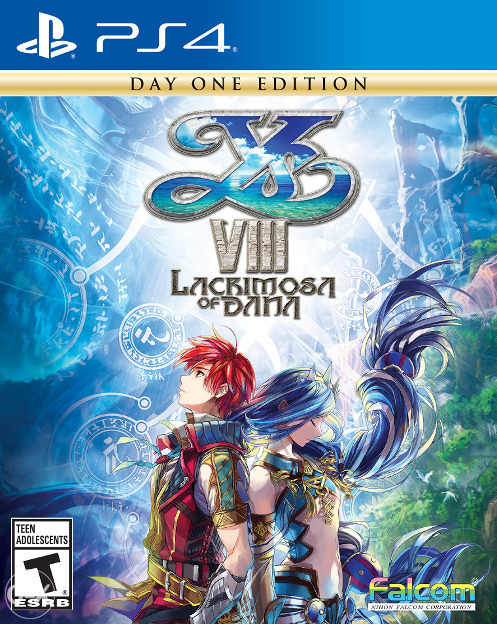 PS4
DAY ONE EDITION
Ys
VIII
LACRIMOSA
OF DANA
TEEN
ADOLESCENTS
T
ESRB
Falcom
NIHON FALCOM CORPORATION